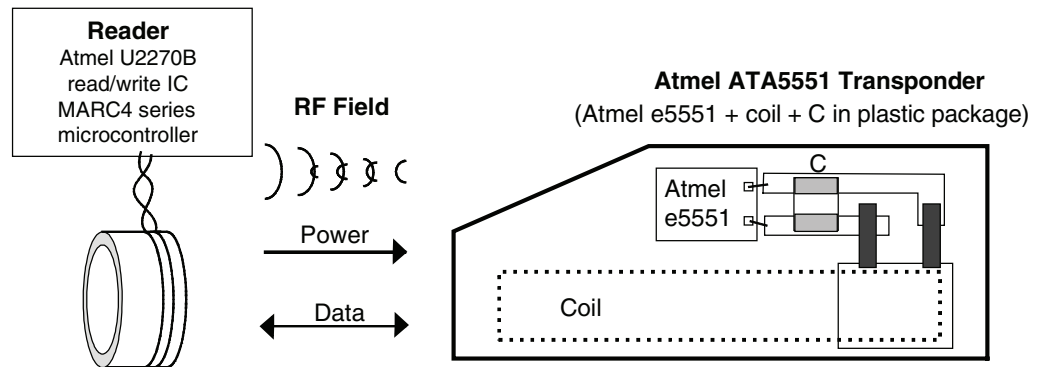 Reader
Atmel U2270B
read/write IC
MARC4 series
microcontroller
RF Field
Power
Data
Atmel ATA5551 Transponder
(Atmel e5551 + coil + C in plastic package)
C
Atmel
e5551
Coil